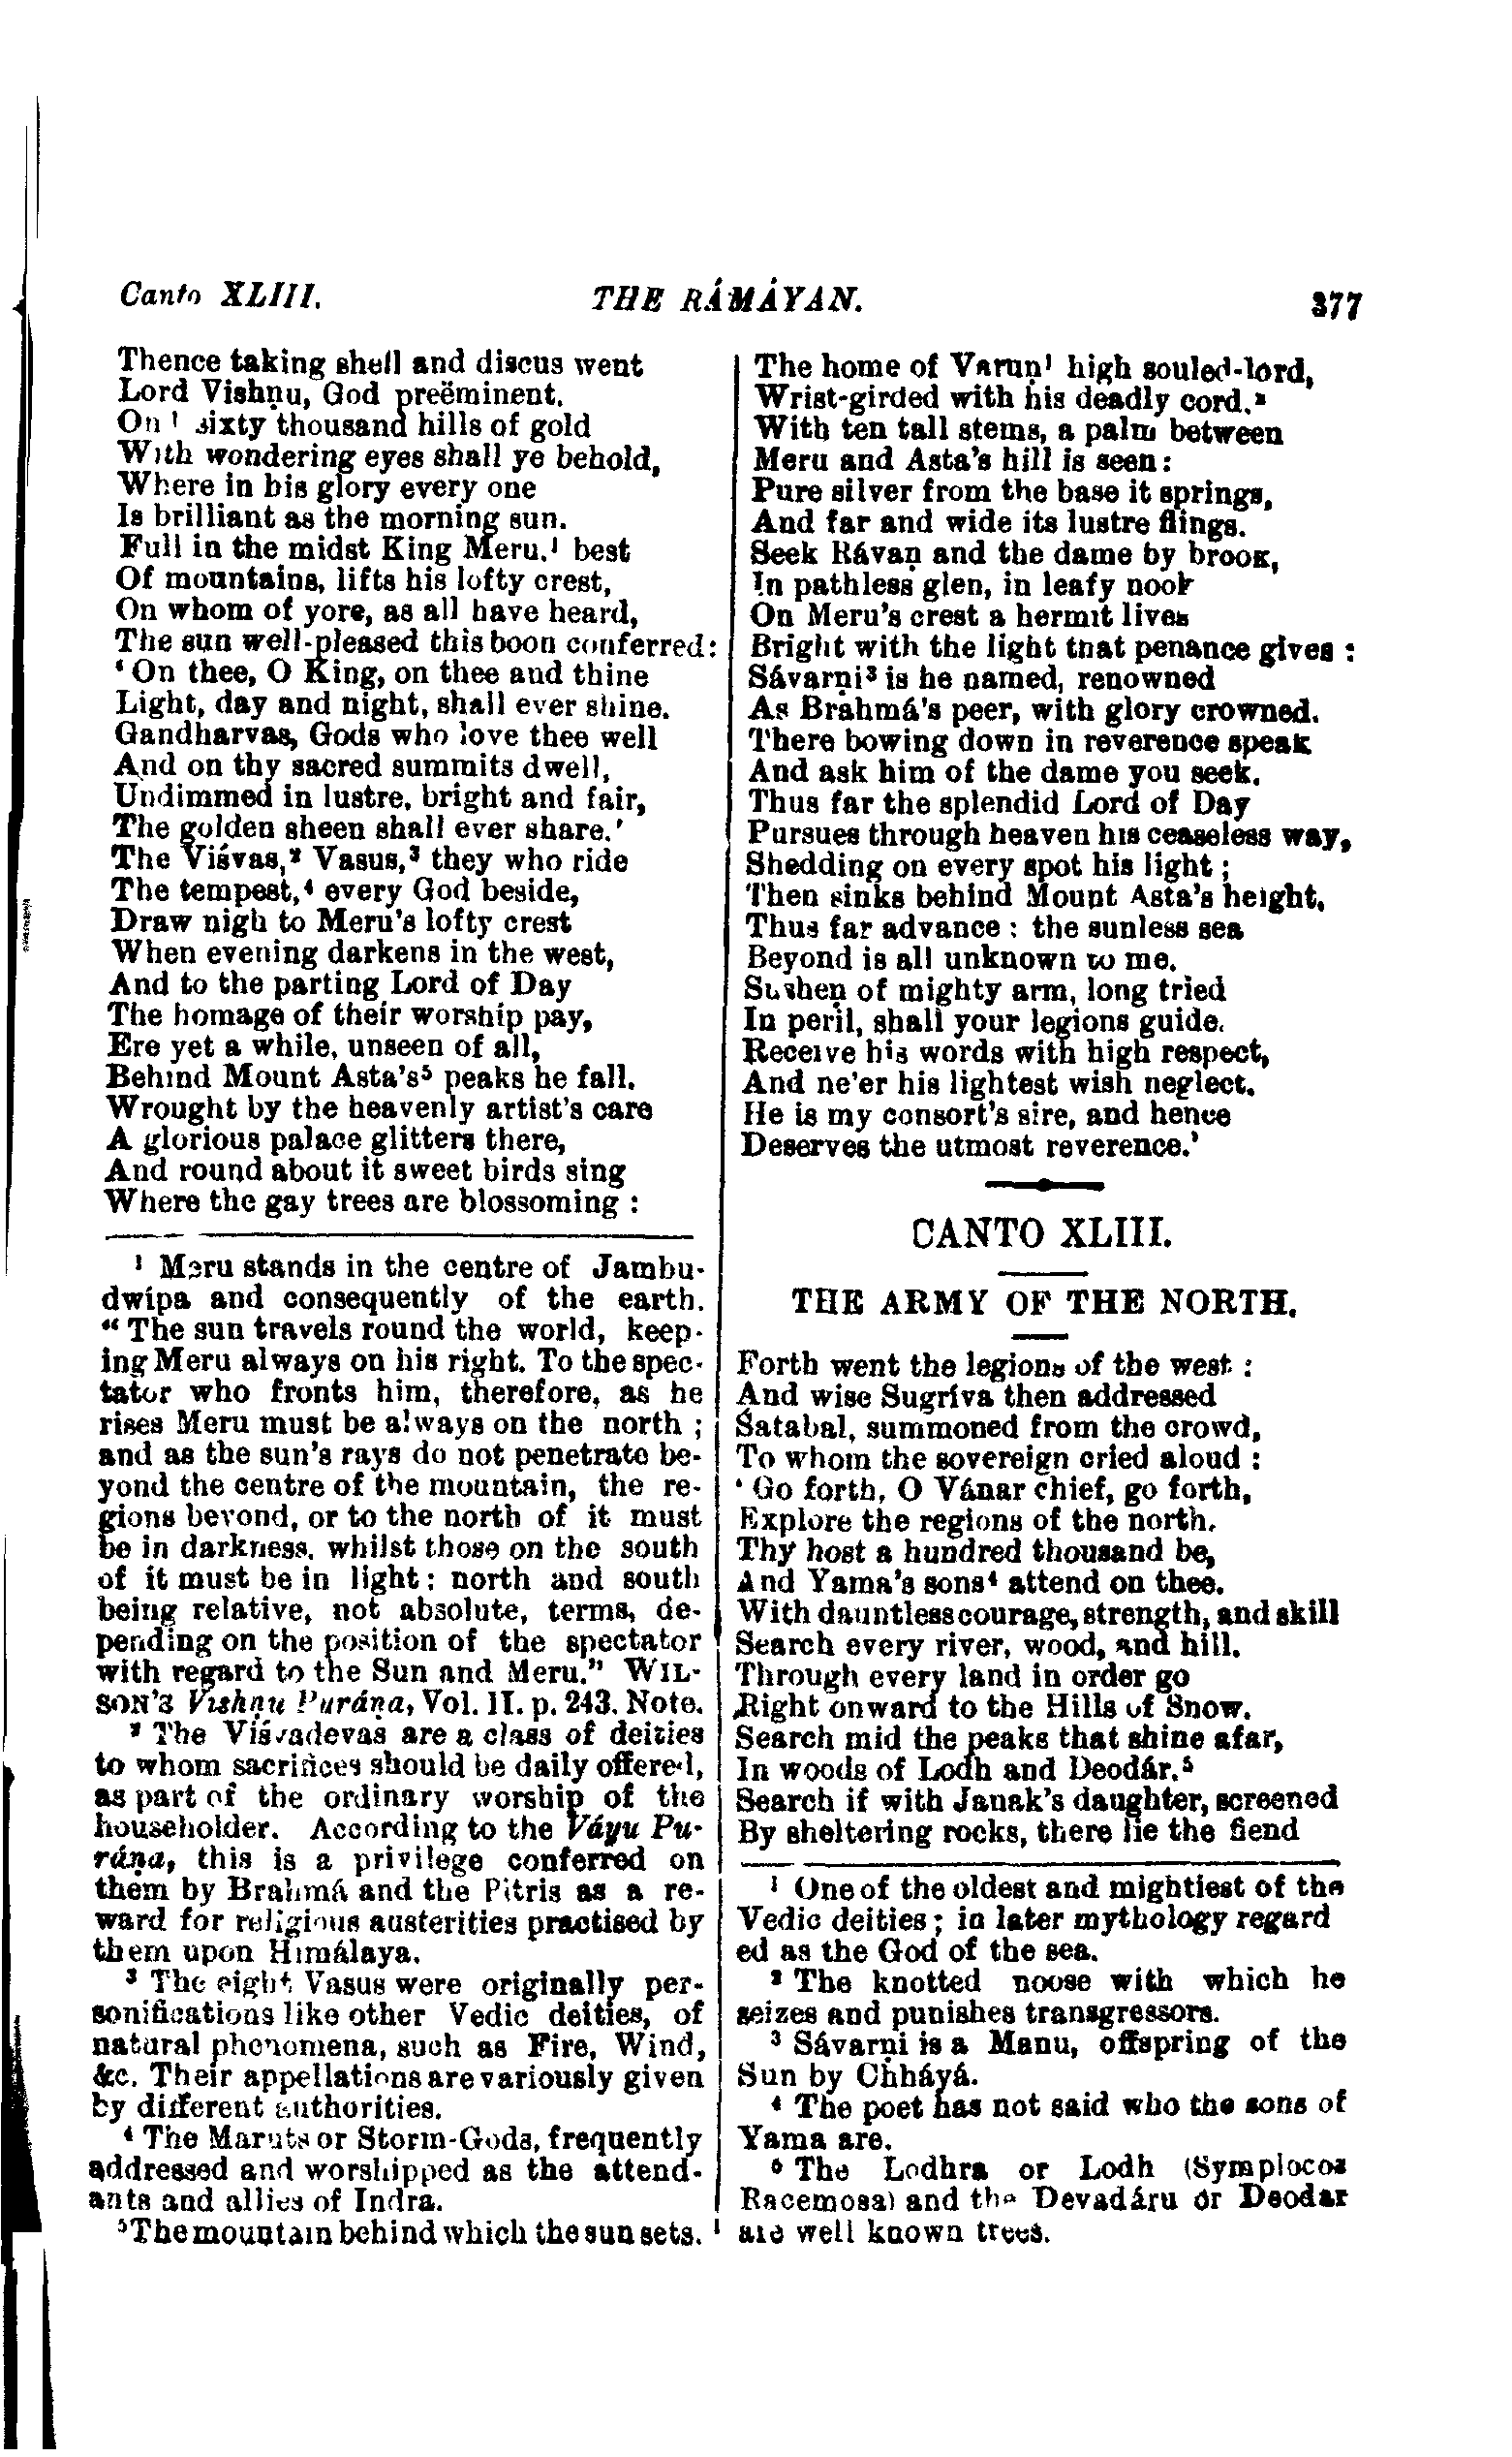 Canto XLIII.
THE RÁMÁYAN.
377
Thence taking shell and discus went
Lord Vishṇu, God preëminent.
On sixty thousand hills of gold
With wondering eyes shall ye behold,
Where in his glory every one
Is brilliant as the morning sun.
Full in the midst King Meru,¹ best
Of mountains, lifts his lofty crest,
On whom of yore, as all have heard,
The sun well-pleased this boon conferred:
‘On thee, O King, on thee and thine
Light, day and night, shall ever shine.
Gandharvas, Gods who love thee well
And on thy sacred summits dwell,
Undimmed in lustre, bright and fair,
The golden sheen shall ever share.’
The Viśvas,² Vasus,³ they who ride
The tempest,⁴ every God beside,
Draw nigh to Meru's lofty crest
When evening darkens in the west,
And to the parting Lord of Day
The homage of their worship pay,
Ere yet a while, unseen of all,
Behind Mount Asta's⁵ peaks he fall.
Wrought by the heavenly artist's care
A glorious palace glitters there,
And round about it sweet birds sing
Where the gay trees are blossoming :
¹ Meru stands in the centre of Jambu-
dwipa and consequently of the earth.
“ The sun travels round the world, keep-
ing Meru always on his right. To the spec-
tator who fronts him, therefore, as he
rises Meru must be always on the north ;
and as the sun's rays do not penetrate be-
yond the centre of the mountain, the re-
gions beyond, or to the north of it must
be in darkness, whilst those on the south
of it must be in light : north and south
being relative, not absolute, terms, de-
pending on the position of the spectator
with regard to the Sun and Meru.” WIL-
SON'S Vishṇu Puráṇa, Vol. II. p. 243. Note.
² The Viśvadevas are a class of deities
to whom sacrifices should be daily offered,
as part of the ordinary worship of the
householder. According to the Váyu Pu-
ráṇa, this is a privilege conferred on
them by Brahmá and the Pitris as a re-
ward for religious austerities practised by
them upon Himálaya.
³ The eight Vasus were originally per-
sonifications like other Vedic deities, of
natural phenomena, such as Fire, Wind,
&c. Their appellations are variously given
by different authorities.
⁴ The Maruts or Storm-Gods, frequently
addressed and worshipped as the attend-
ants and allies of Indra.
⁵ The mountain behind which the sun sets.
The home of Varuṇ¹ high souled-lord,
Wrist-girded with his deadly cord.²
With ten tall stems, a palm between
Meru and Asta's hill is seen :
Pure silver from the base it springs,
And far and wide its lustre flings.
Seek Rávaṇ and the dame by brook,
In pathless glen, in leafy nook
On Meru's crest a hermit lives
Bright with the light that penance gives :
Sávarṇi³ is he named, renowned
As Brahmá's peer, with glory crowned.
There bowing down in reverence speak
And ask him of the dame you seek.
Thus far the splendid Lord of Day
Pursues through heaven his ceaseless way,
Shedding on every spot his light ;
Then sinks behind Mount Asta's height.
Thus far advance : the sunless sea
Beyond is all unknown to me.
Susheṇ of mighty arm, long tried
In peril, shall your legions guide.
Receive his words with high respect,
And ne'er his lightest wish neglect.
He is my consort's sire, and hence
Deserves the utmost reverence.’
CANTO XLIII.
THE ARMY OF THE NORTH.
Forth went the legions of the west :
And wise Sugríva then addressed
Śatabal, summoned from the crowd,
To whom the sovereign cried aloud :
‘ Go forth, O Vánar chief, go forth,
Explore the regions of the north.
Thy host a hundred thousand be,
And Yama's sons⁴ attend on thee.
With dauntless courage, strength, and skill
Search every river, wood, and hill.
Through every land in order go
Right onward to the Hills of Snow.
Search mid the peaks that shine afar,
In woods of Lodh and Deodár.⁵
Search if with Janak's daughter, screened
By sheltering rocks, there lie the fiend
¹ One of the oldest and mightiest of the
Vedic deities ; in later mythology regard
ed as the God of the sea.
² The knotted noose with which he
seizes and punishes transgressors.
³ Sávarṇi is a Manu, offspring of the
Sun by Chháyá.
⁴ The poet has not said who the sons of
Yama are.
⁵ The Lodhra or Lodh (Symplocos
Racemosa) and the Devadáru or Deodar
are well known trees.